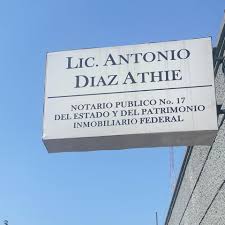 LIC. ANTONIO
DIAZ ATHIE
NOTARIO PUBLICO No. 17
DEL ESTADO Y DEL PATRIMONIO
INMOBILIARIO FEDERAL